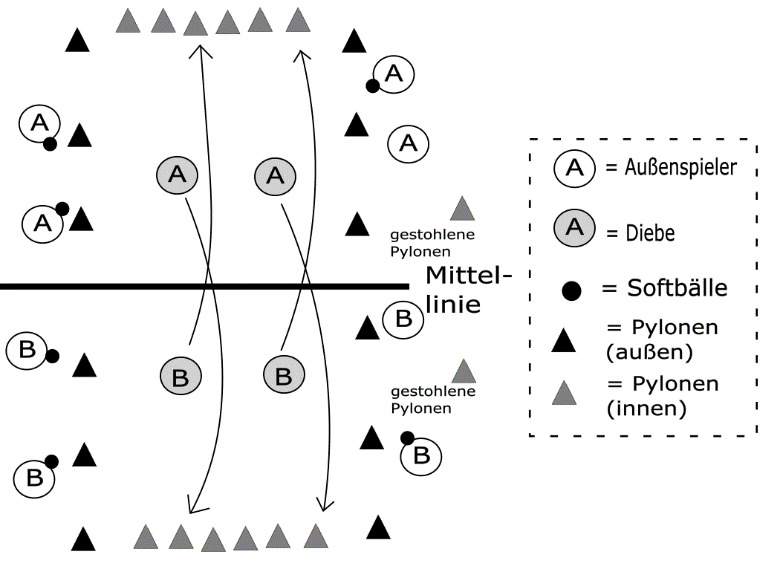 A
A
A
A
A
A
gestohlene
Pylonen
Mittel-
linie
B
B
B
B
gestohlene
Pylonen
B
B
A = Außenspieler
A = Diebe
= Softbälle
= Pylonen
(außen)
= Pylonen
(innen)